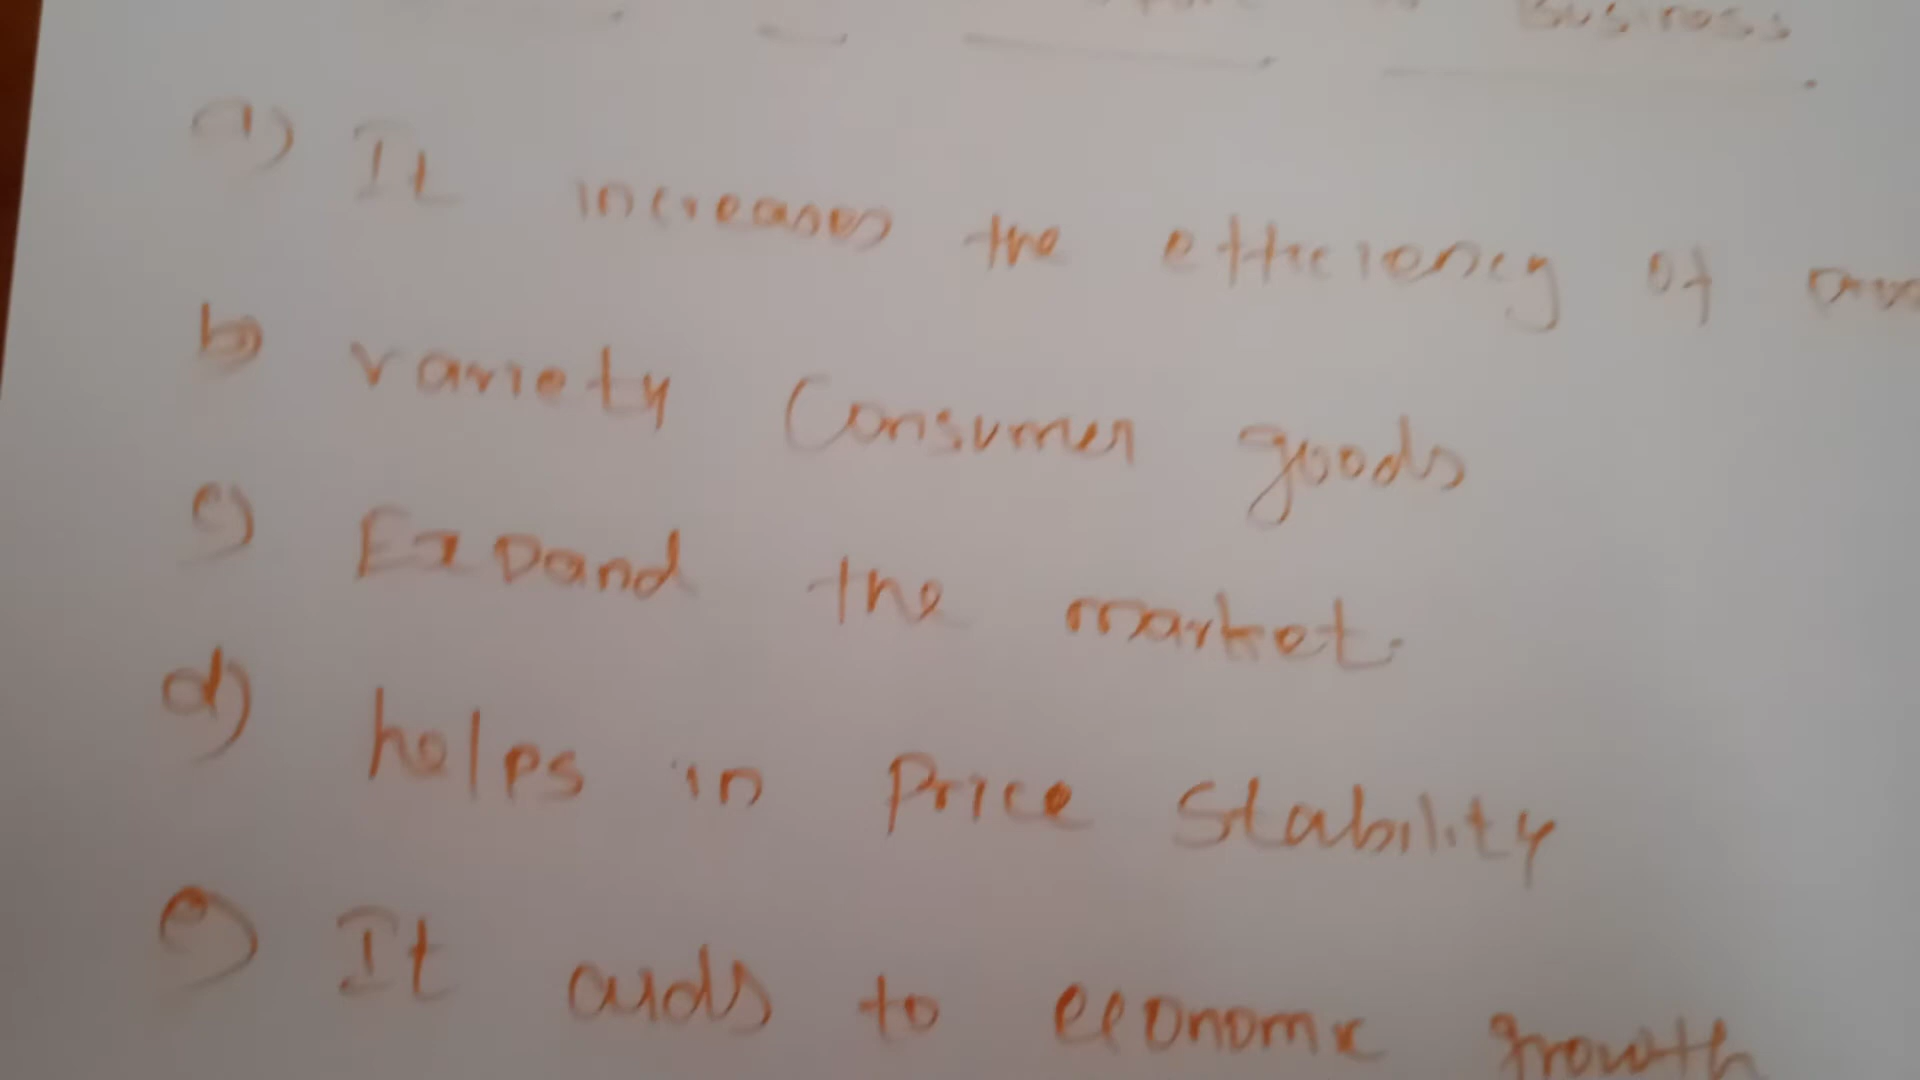 Business
a) It increases the efficiency of
b) variety Consumer goods
c) Expand the market.
d) helps in Price Stability
e) It aids to economic growth